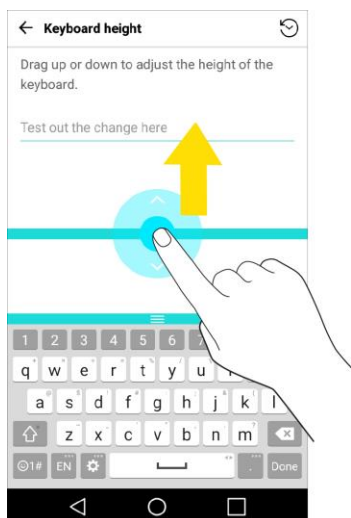 Keyboard height
Drag up or down to adjust the height of the
keyboard.
Test out the change here
1 2 3 4 5 6
q w e r t y u
a s d f g h j k l
z x c v b n m
☺1# EN . Done